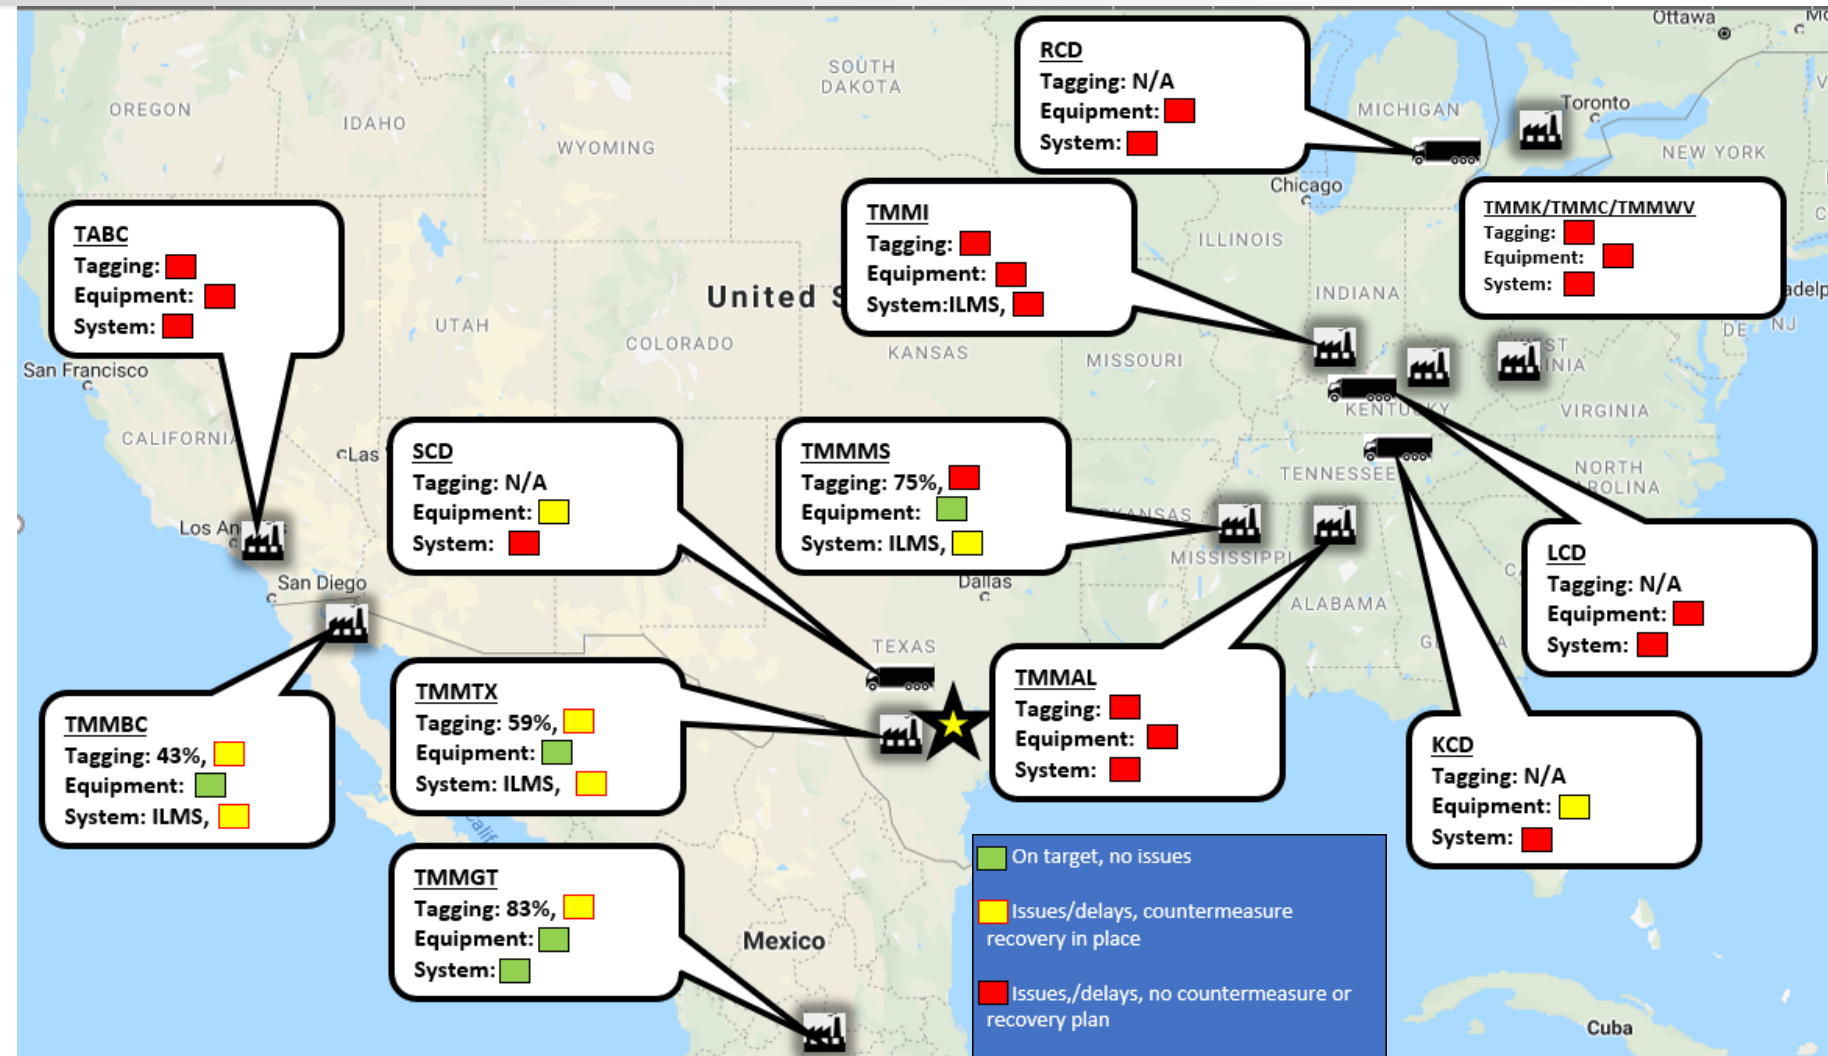 Ottawa
OREGON
IDAHO
WYOMING
SOUTH
DAKOTA
MICHIGAN
Toronto
NEW YORK
Chicago
ILLINOIS
INDIANA
United S
UTAH
COLORADO
KANSAS
MISSOURI
San Francisco
CALIFORNIA
Las
KENTUCKY
VIRGINIA
DE
NJ
TENNESSEE
NORTH
San Diego
MISSISSIPPI
ALABAMA
Dallas
TEXAS
Mexico
Cuba
RCD
Tagging: N/A
Equipment:
System:
TMMI
Tagging:
Equipment:
System:ILMS,
TMMK/TMMC/TMMWV
Tagging:
Equipment:
System:
TABC
Tagging:
Equipment:
System:
SCD
Tagging: N/A
Equipment:
System:
TMMMS
Tagging: 75%,
Equipment:
System: ILMS,
LCD
Tagging: N/A
Equipment:
System:
TMMBC
Tagging: 43%,
Equipment:
System: ILMS,
TMMTX
Tagging: 59%,
Equipment:
System: ILMS,
TMMAL
Tagging:
Equipment:
System:
KCD
Tagging: N/A
Equipment:
System:
TMMGT
Tagging: 83%,
Equipment:
System:
On target, no issues
Issues/delays, countermeasure
recovery in place
Issues,/delays, no countermeasure or
recovery plan